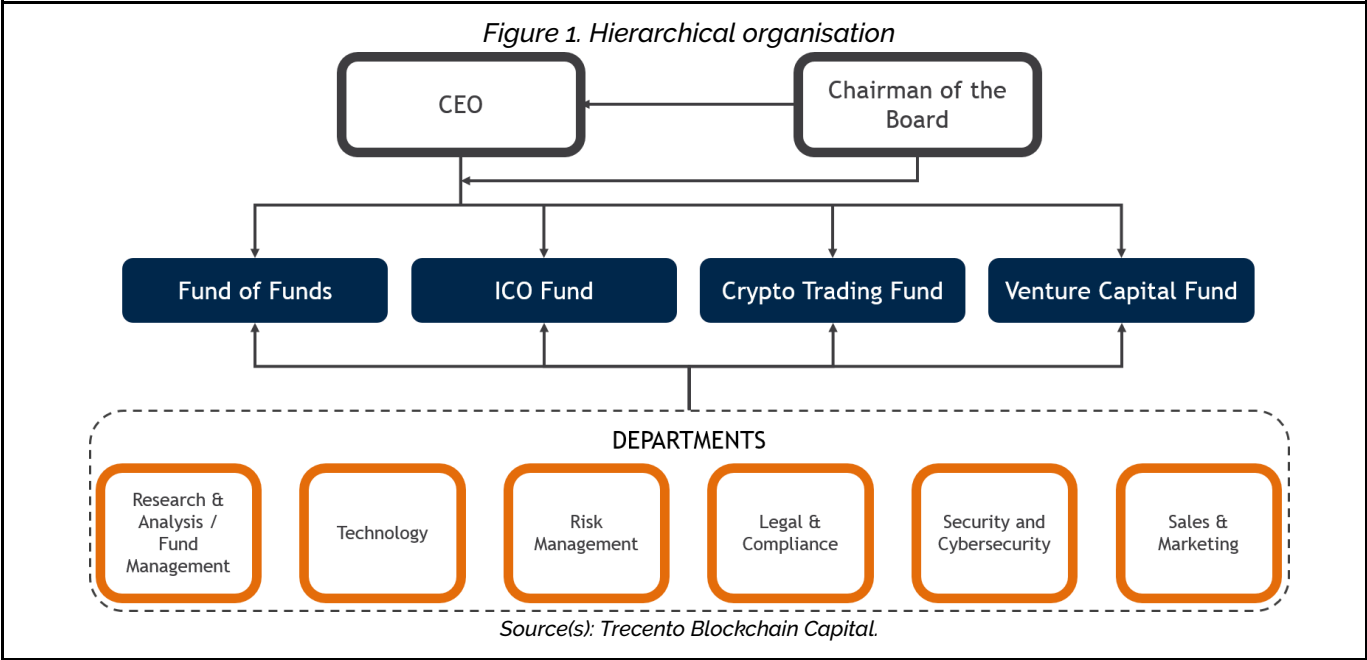 Figure 1. Hierarchical organisation
CEO
Chairman of the
Board
Fund of Funds
ICO Fund
Crypto Trading Fund
Venture Capital Fund
DEPARTMENTS
Research &
Analysis /
Fund
Management
Technology
Risk
Management
Legal &
Compliance
Security and
Cybersecurity
Sales &
Marketing
Source(s): Trecento Blockchain Capital.